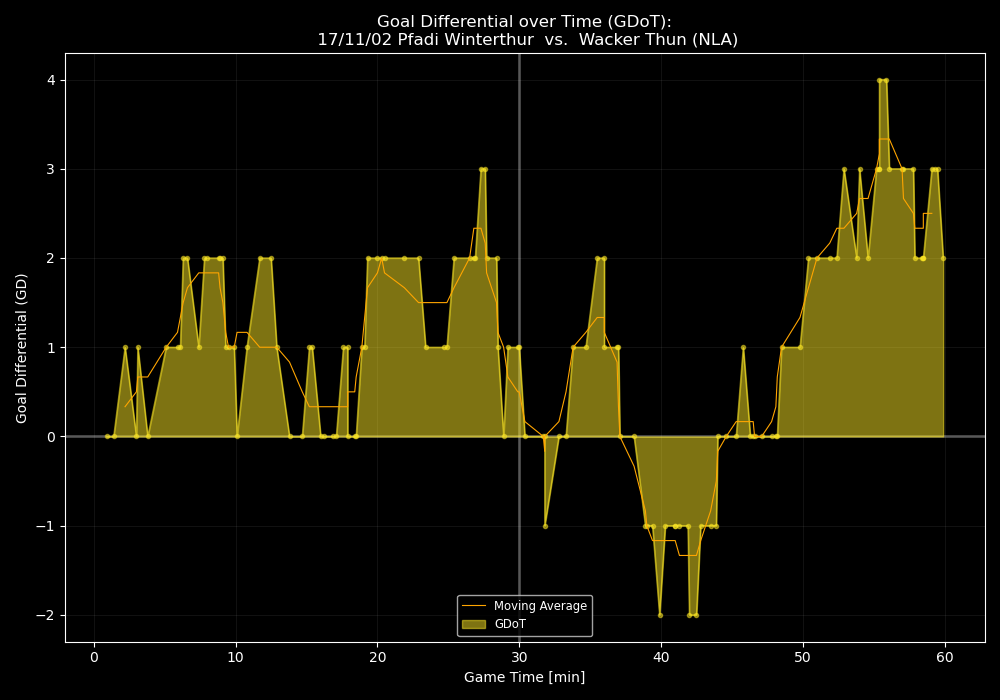 Goal Differential over Time (GDoT):
17/11/02 Pfadi Winterthur  vs.  Wacker Thun (NLA)
Goal Differential (GD)
4
3
2
1
0
−1
−2
Moving Average
GDoT
0 10 20 30 40 50 60
Game Time [min]